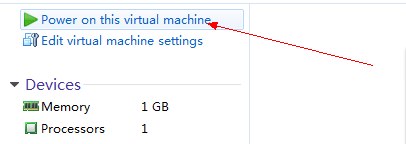 Power on this virtual machine
Edit virtual machine settings
Devices
Memory 1 GB
Processors 1